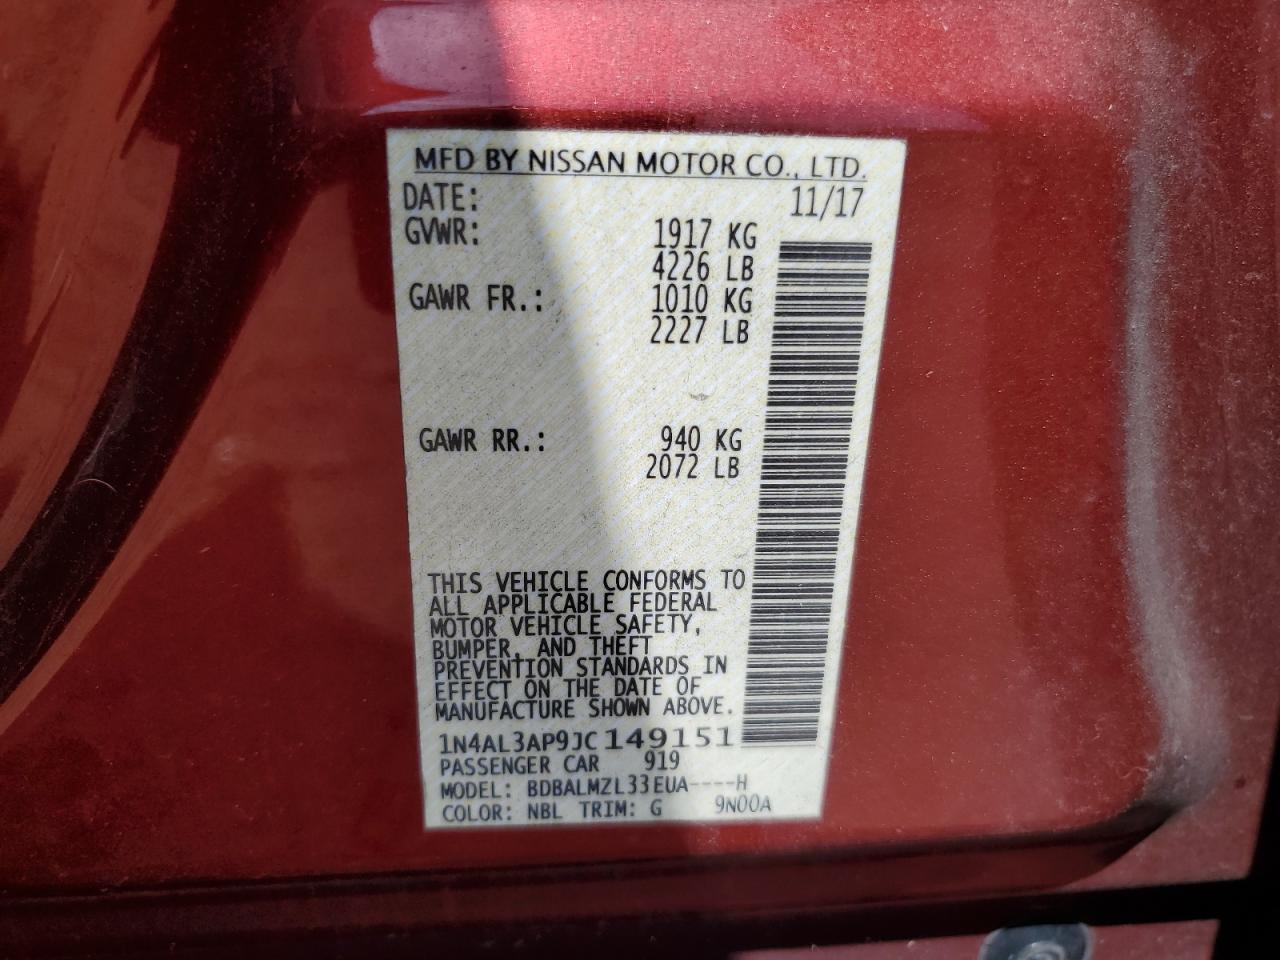 MFD BY NISSAN MOTOR CO., LTD.
DATE: 11/17
GVWR: 1917 KG
4226 LB
GAWR FR.: 1010 KG
2227 LB
GAWR RR.: 940 KG
2072 LB
THIS VEHICLE CONFORMS TO
ALL APPLICABLE FEDERAL
MOTOR VEHICLE SAFETY,
BUMPER, AND THEFT
PREVENTION STANDARDS IN
EFFECT ON THE DATE OF
MANUFACTURE SHOWN ABOVE.
1N4AL3AP9JC149151
PASSENGER CAR 919
MODEL: BDBALMZL33EUA----H
COLOR: NBL TRIM: G 9N00A